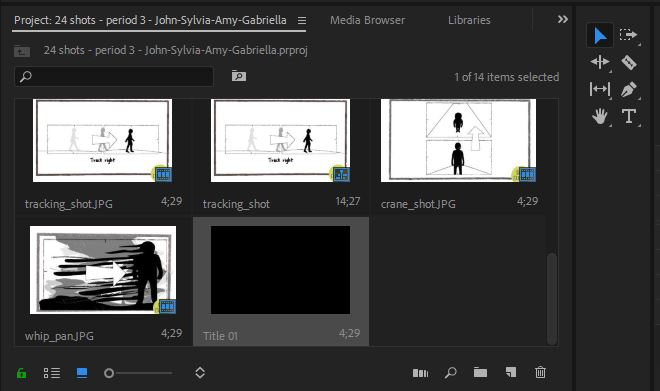 Project: 24 shots - period 3 - John-Sylvia-Amy-Gabriella
Media Browser
Libraries
24 shots - period 3 - John-Sylvia-Amy-Gabriella.prproj
1 of 14 items selected
Track right
Track right
tracking_shot.JPG 4;29
tracking_shot 14;27
crane_shot.JPG 4;29
whip_pan.JPG 4;29
Title 01 4;29